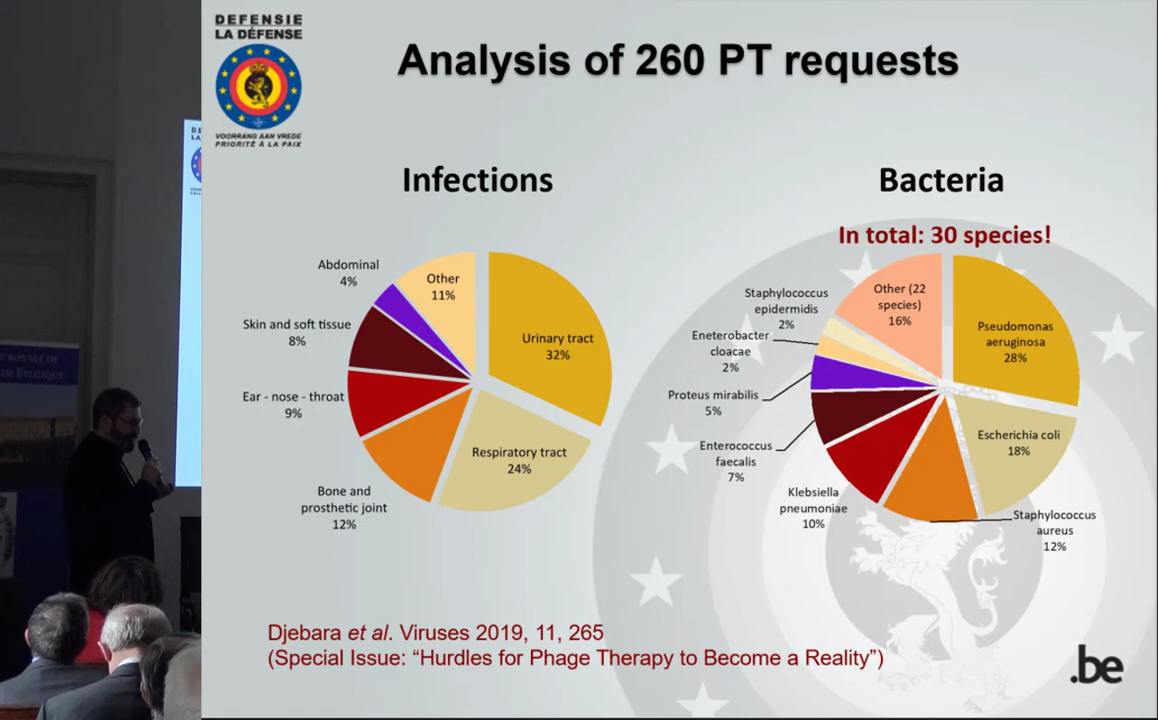 DEFENSIE
LA DÉFENSE
VOORRANG AAN VREDE
PRIORITÉ À LA PAIX
Analysis of 260 PT requests
Infections
Urinary tract
32%
Respiratory tract
24%
Bone and
prosthetic joint
12%
Ear - nose - throat
9%
Skin and soft tissue
8%
Abdominal
4%
Other
11%
Bacteria
In total: 30 species!
Pseudomonas
aeruginosa
28%
Escherichia coli
18%
Staphylococcus
aureus
12%
Klebsiella
pneumoniae
10%
Enterococcus
faecalis
7%
Proteus mirabilis
5%
Eneterobacter
cloacae
2%
Staphylococcus
epidermidis
2%
Other (22
species)
16%
Djebara et al. Viruses 2019, 11, 265
(Special Issue: “Hurdles for Phage Therapy to Become a Reality”)
.be